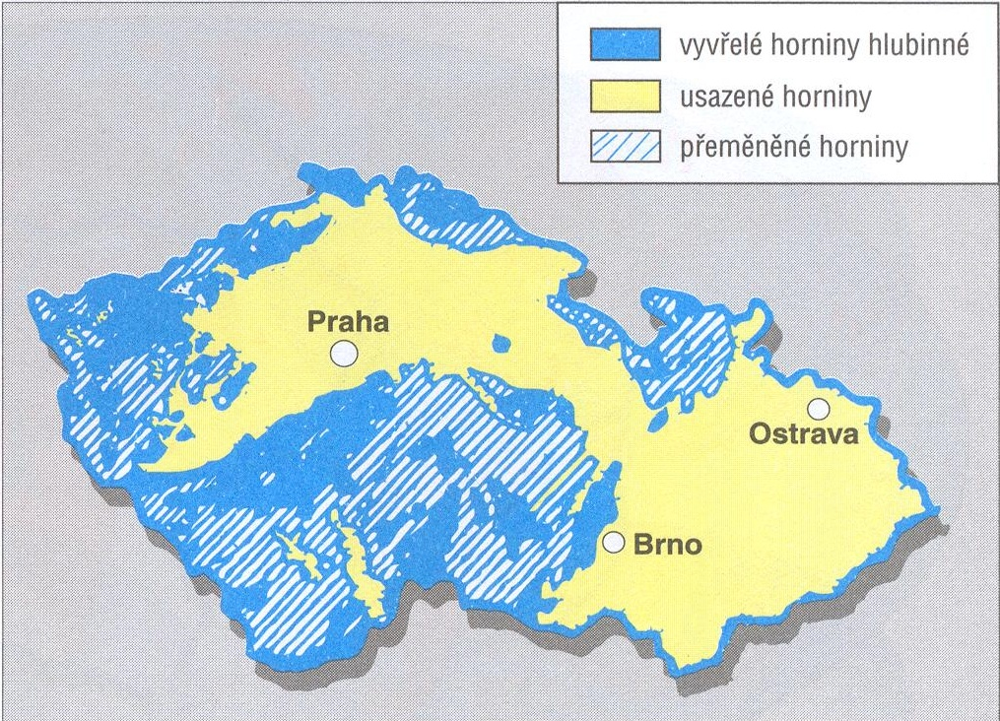 vyvřelé horniny hlubinné
usazené horniny
přeměněné horniny
Praha
Ostrava
Brno